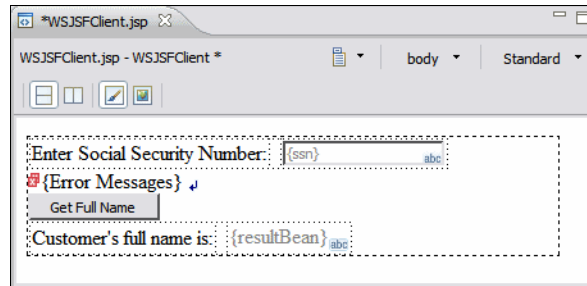 *WSJSFClient.jsp
WSJSFClient.jsp - WSJSFClient * body Standard
Enter Social Security Number: {ssn} abc
{Error Messages}
Get Full Name
Customer's full name is: {resultBean} abc